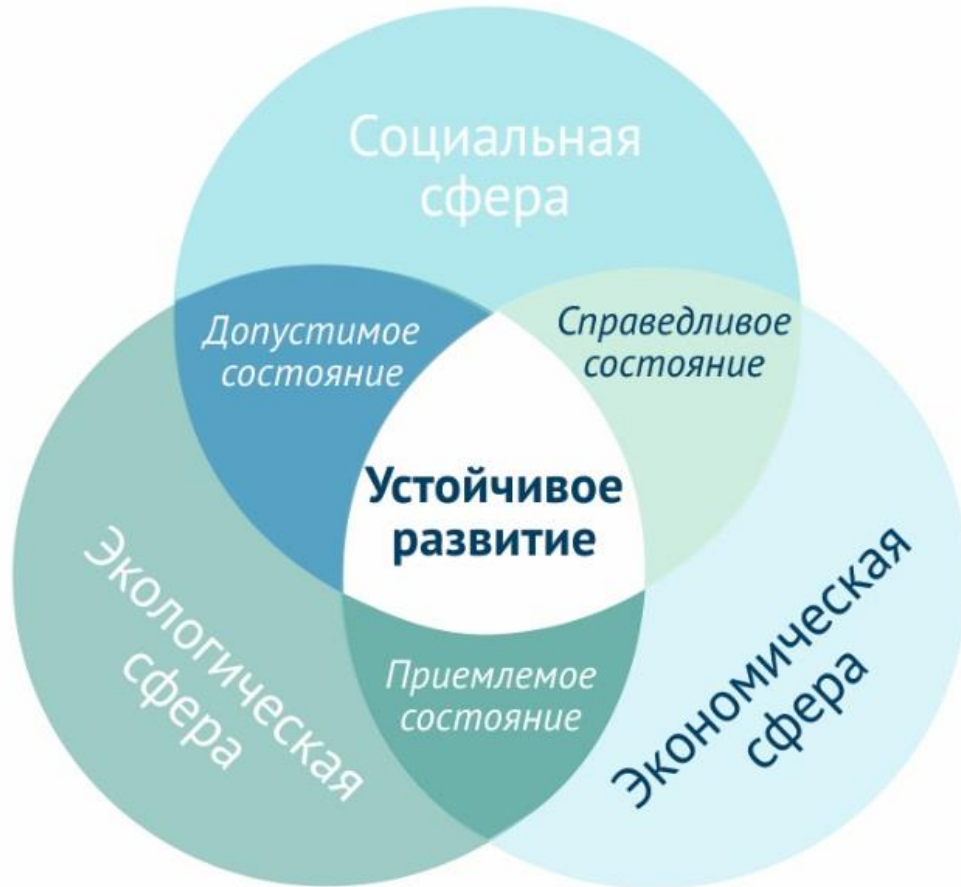 Социальная
сфера
Допустимое
состояние
Справедливое
состояние
Устойчивое
развитие
Экологическая
сфера
Приемлемое
состояние
Экономическая
сфера